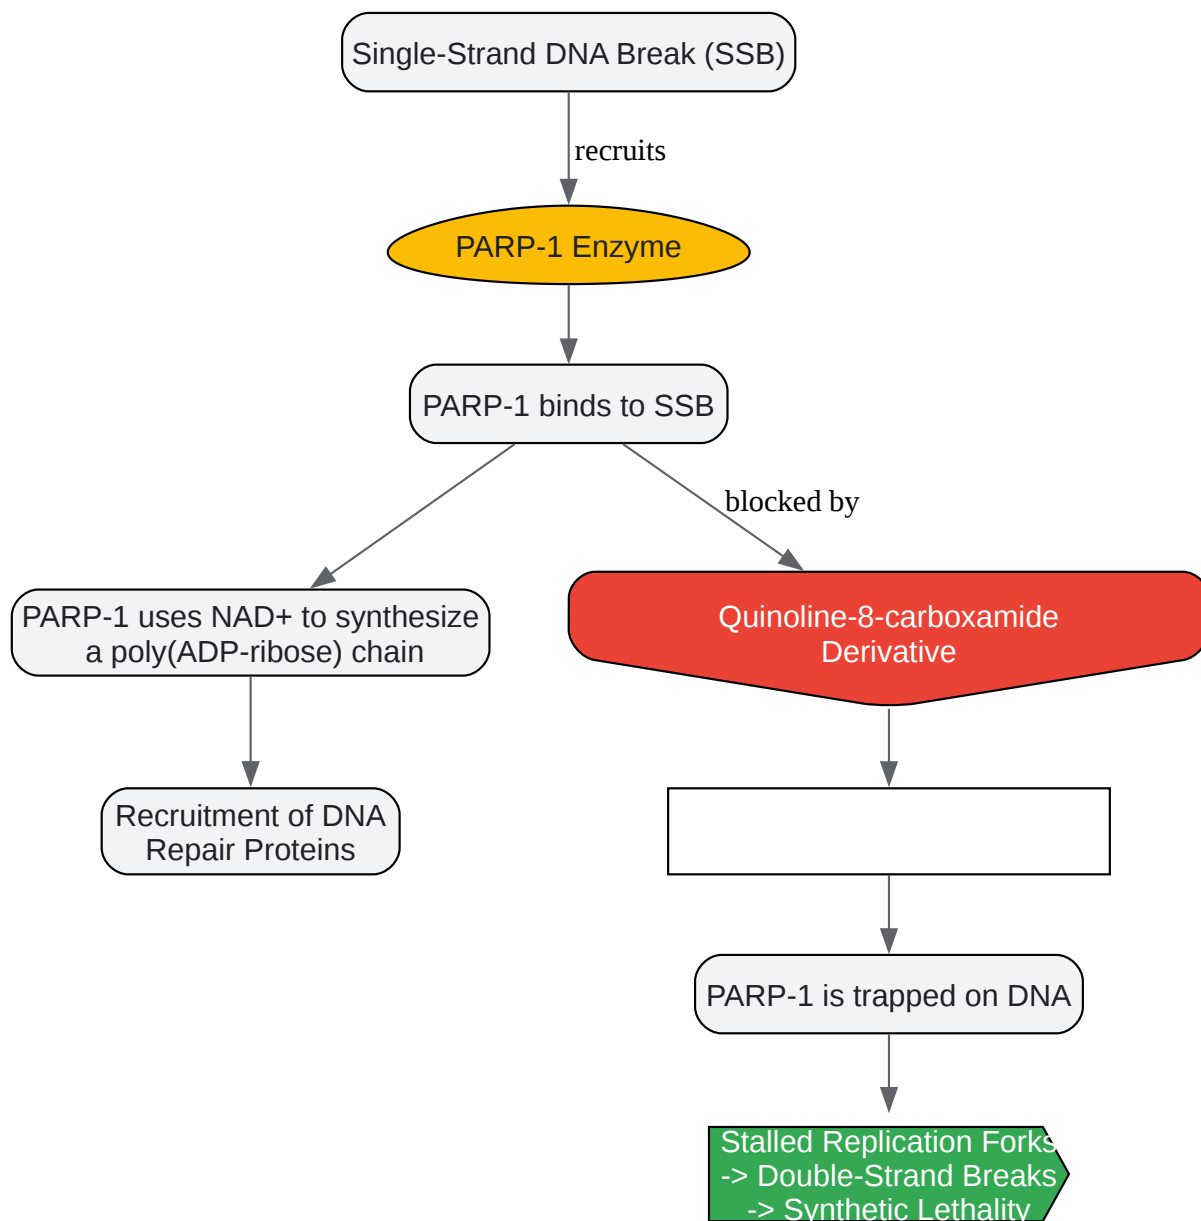 Single-Strand DNA Break (SSB)
recruits
PARP-1 Enzyme
PARP-1 binds to SSB
blocked by
PARP-1 uses NAD+ to synthesize
a poly(ADP-ribose) chain
Quinoline-8-carboxamide
Derivative
Recruitment of DNA
Repair Proteins
PARP-1 is trapped on DNA
Stalled Replication Forks
-> Double-Strand Breaks
-> Synthetic Lethality